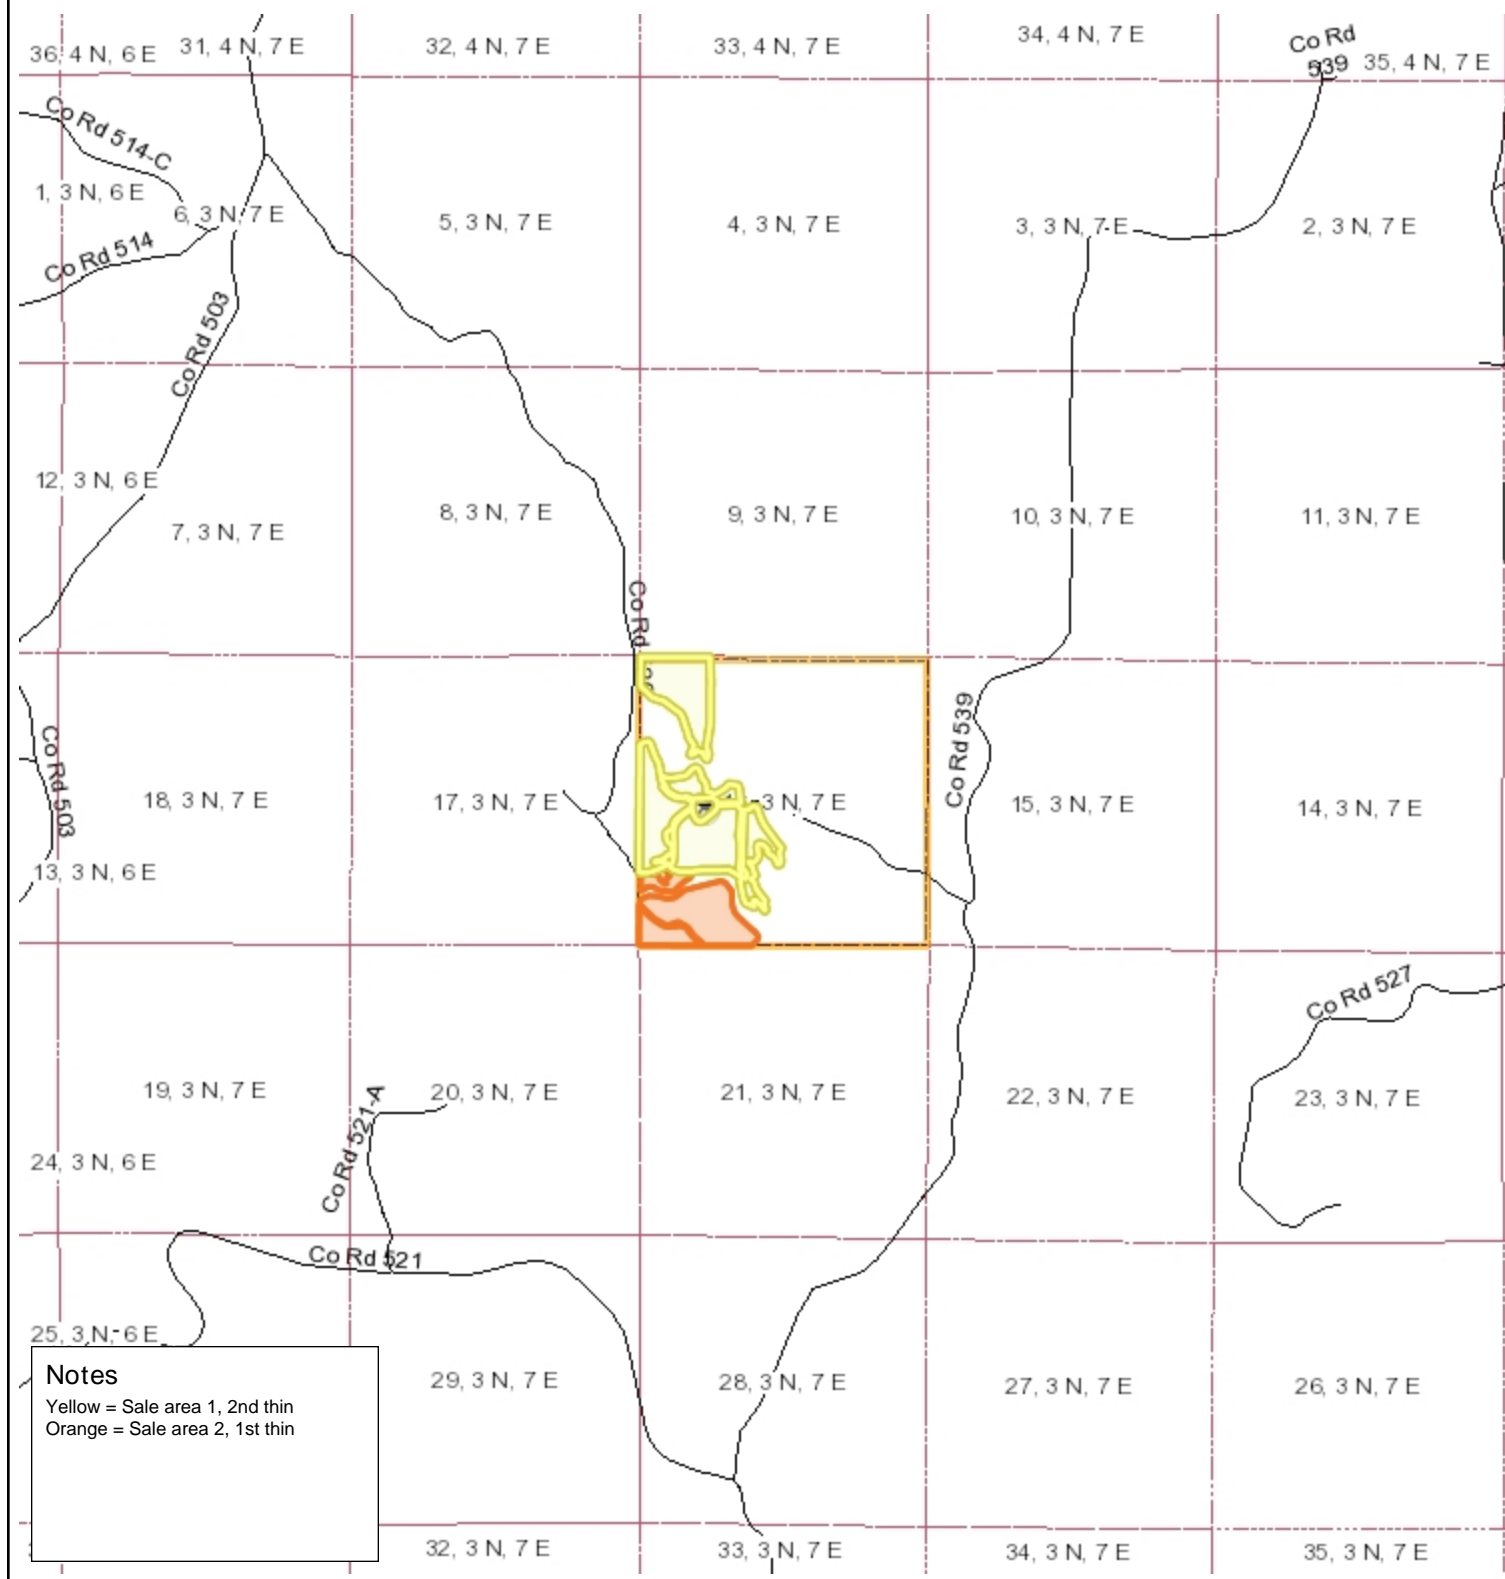 36, 4 N, 6 E
31, 4 N, 7 E
32, 4 N, 7 E
33, 4 N, 7 E
34, 4 N, 7 E
Co Rd
539
35, 4 N, 7 E
Co Rd 514-C
1, 3 N, 6 E
6, 3 N, 7 E
5, 3 N, 7 E
4, 3 N, 7 E
3, 3 N, 7 E
2, 3 N, 7 E
Co Rd 514
Co Rd 503
12, 3 N, 6 E
7, 3 N, 7 E
8, 3 N, 7 E
9, 3 N, 7 E
10, 3 N, 7 E
11, 3 N, 7 E
Co Rd
Co Rd 503
Co Rd 539
18, 3 N, 7 E
17, 3 N, 7 E
3 N, 7 E
15, 3 N, 7 E
14, 3 N, 7 E
13, 3 N, 6 E
Co Rd 527
19, 3 N, 7 E
20, 3 N, 7 E
21, 3 N, 7 E
22, 3 N, 7 E
23, 3 N, 7 E
Co Rd 521-A
24, 3 N, 6 E
Co Rd 521
25, 3 N, 6 E
29, 3 N, 7 E
28, 3 N, 7 E
27, 3 N, 7 E
26, 3 N, 7 E
Notes
Yellow = Sale area 1, 2nd thin
Orange = Sale area 2, 1st thin
32, 3 N, 7 E
33, 3 N, 7 E
34, 3 N, 7 E
35, 3 N, 7 E